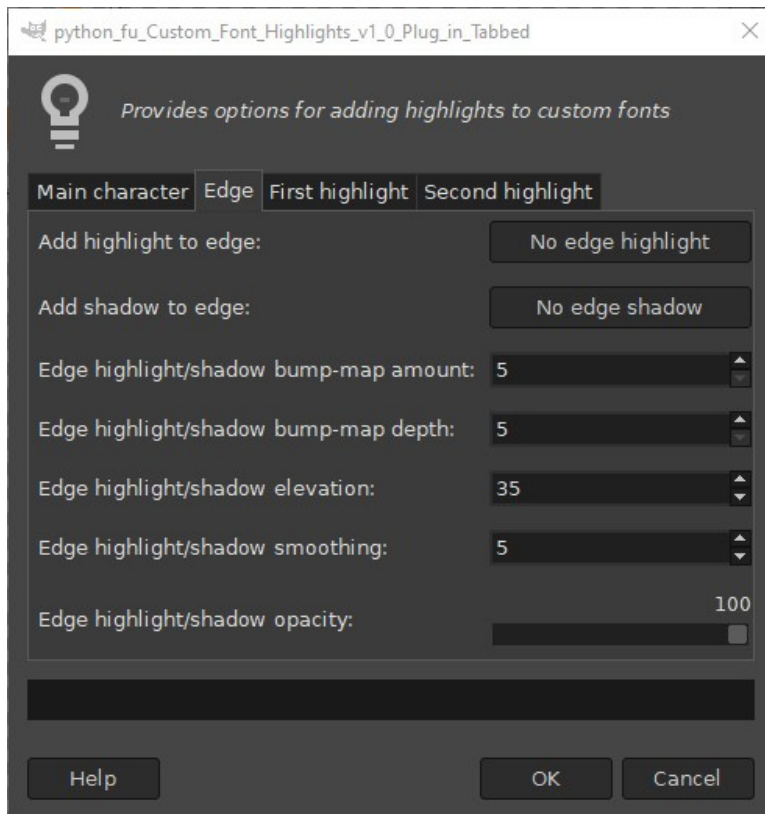 python_fu_Custom_Font_Highlights_v1_0_Plug_in_Tabbed
Provides options for adding highlights to custom fonts
Main character Edge First highlight Second highlight
Add highlight to edge: No edge highlight
Add shadow to edge: No edge shadow
Edge highlight/shadow bump-map amount: 5
Edge highlight/shadow bump-map depth: 5
Edge highlight/shadow elevation: 35
Edge highlight/shadow smoothing: 5
100
Edge highlight/shadow opacity:
Help OK Cancel